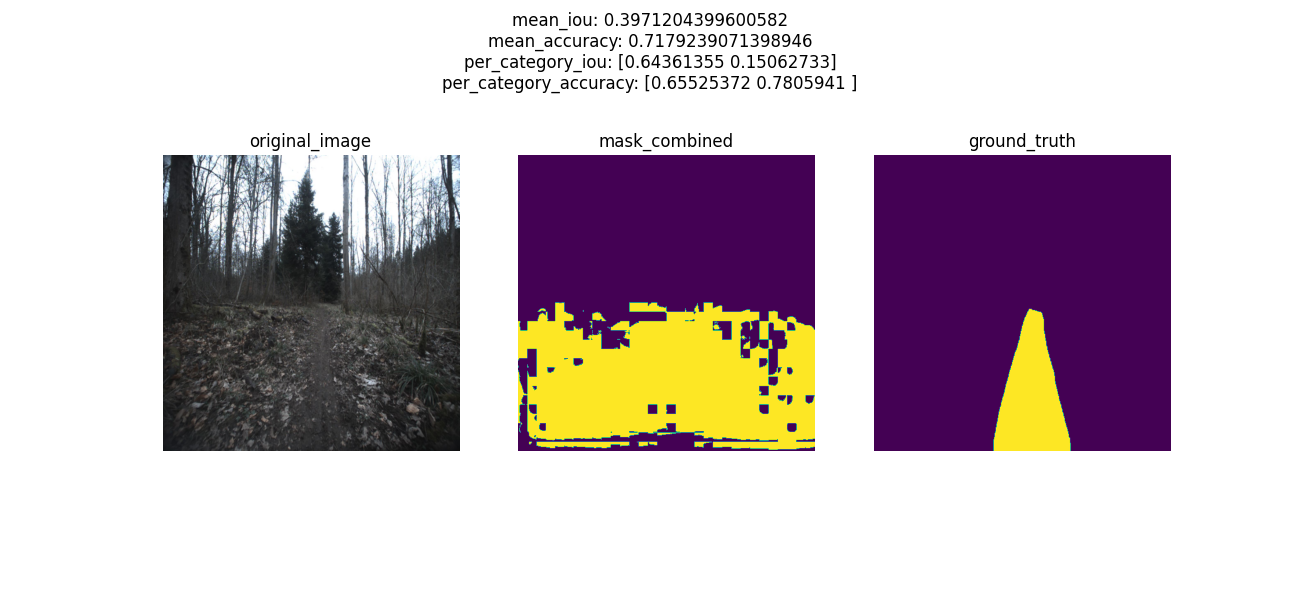 mean_iou: 0.3971204399600582
mean_accuracy: 0.7179239071398946
per_category_iou: [0.64361355 0.15062733]
per_category_accuracy: [0.65525372 0.7805941 ]
original_image
mask_combined
ground_truth